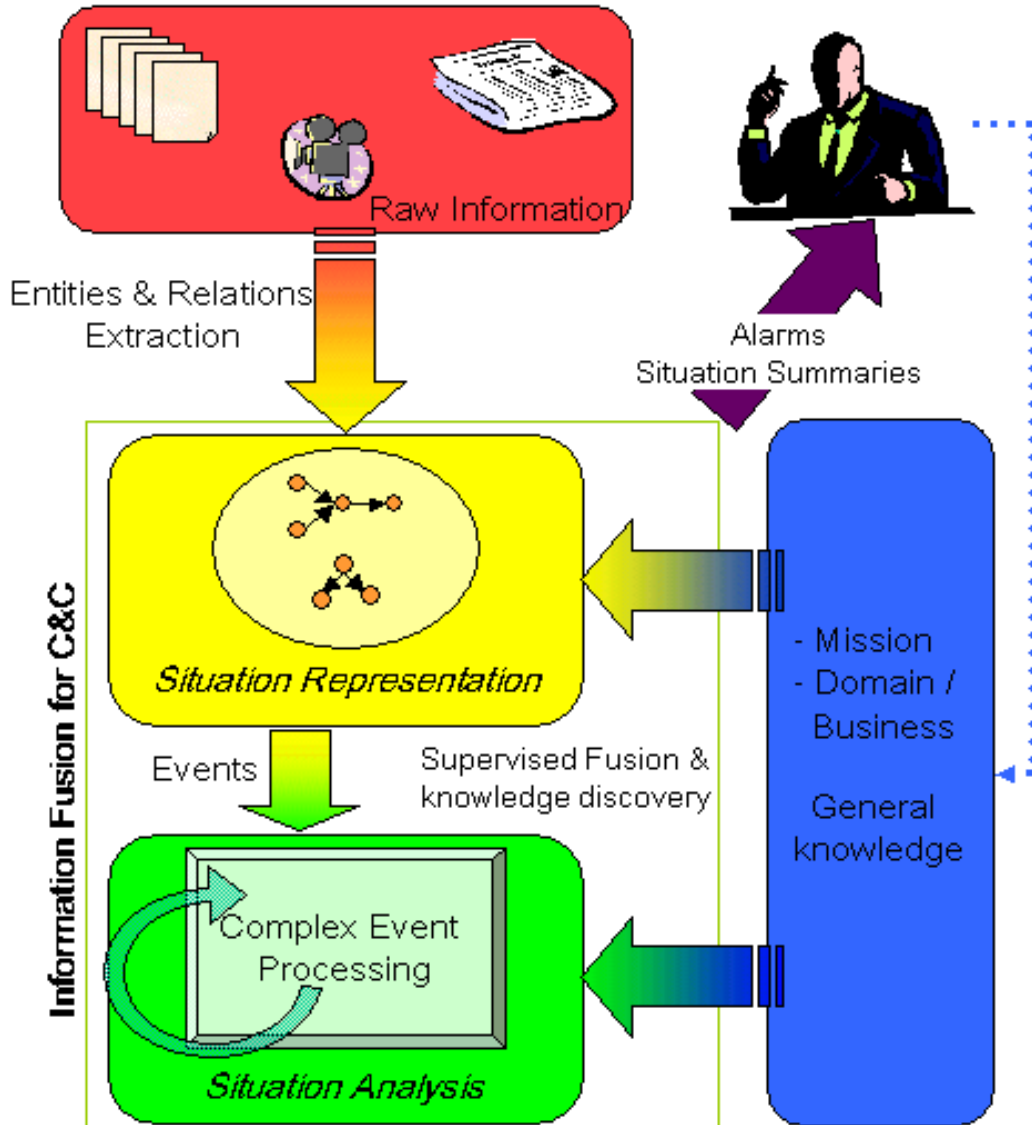 Raw Information
Entities & Relations
Extraction
Alarms
Situation Summaries
Information Fusion for C&C
Situation Representation
- Mission
- Domain /
Business
General
knowledge
Events
Supervised Fusion &
knowledge discovery
Complex Event
Processing
Situation Analysis